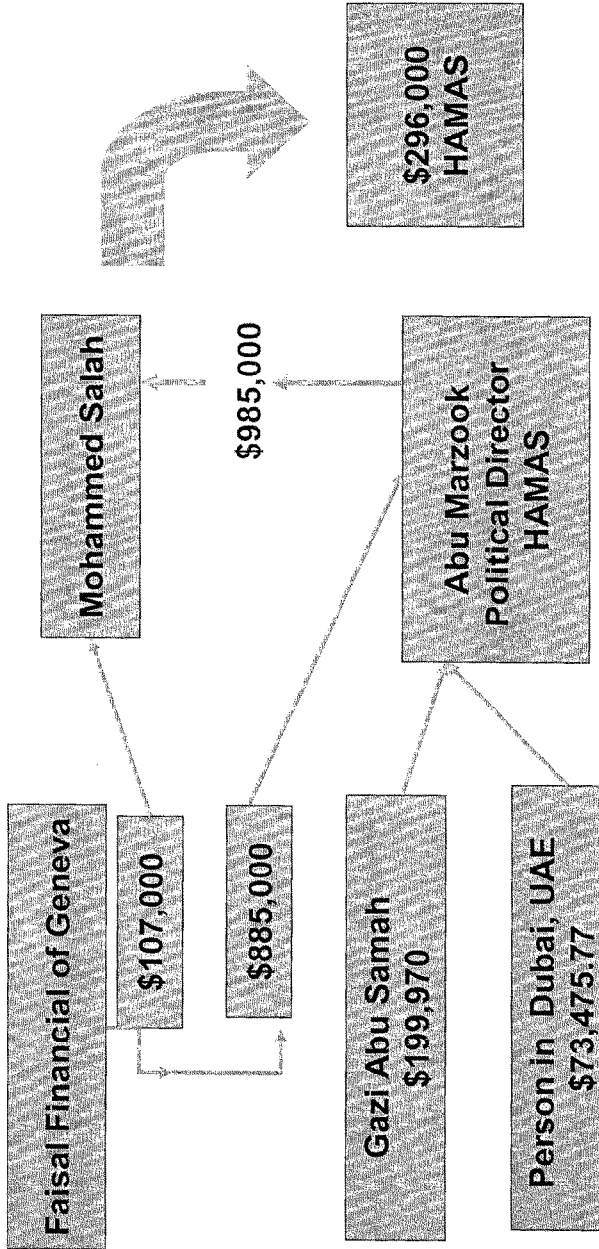 Faisal Financial of Geneva
$107,000
$885,000
Gazi Abu Samah
$199,970
Person in Dubai, UAE
$73,475.77
Mohammed Salah
$985,000
Abu Marzook
Political Director
HAMAS
$296,000
HAMAS